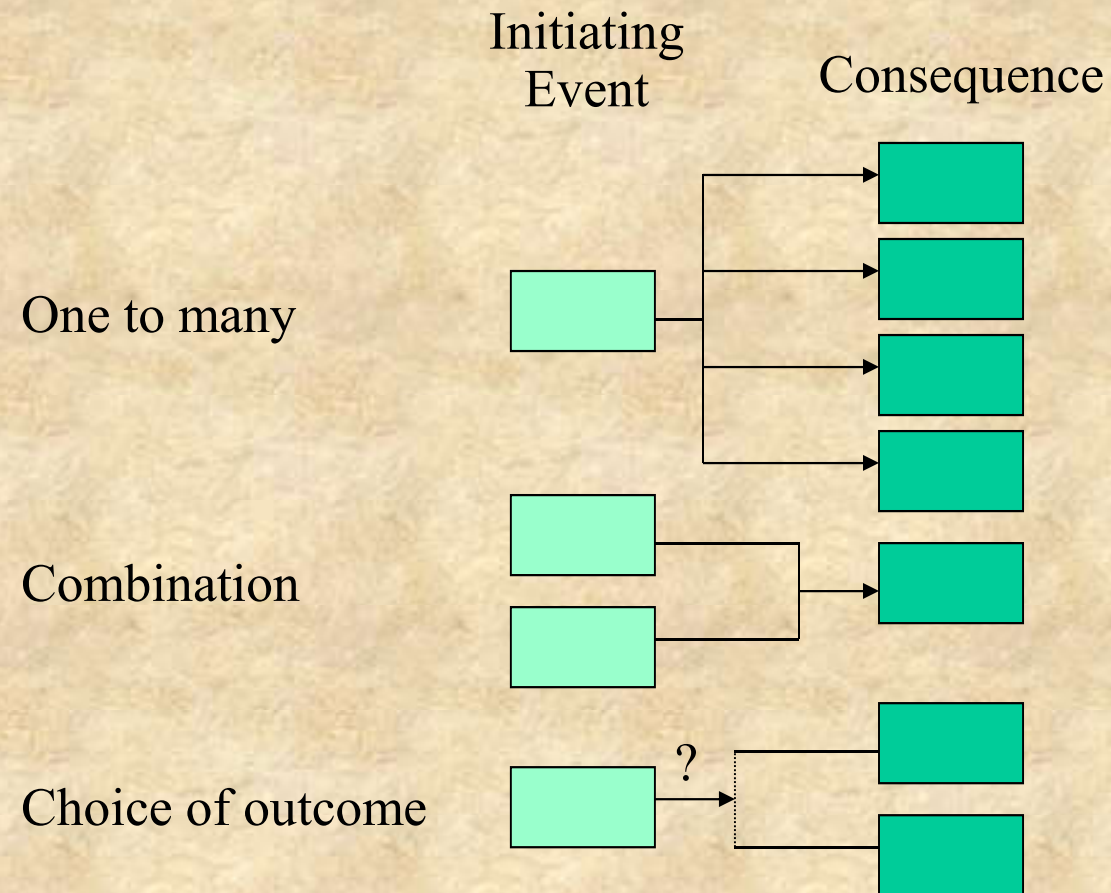 Initiating
Event
Consequence
One to many
Combination
?
Choice of outcome